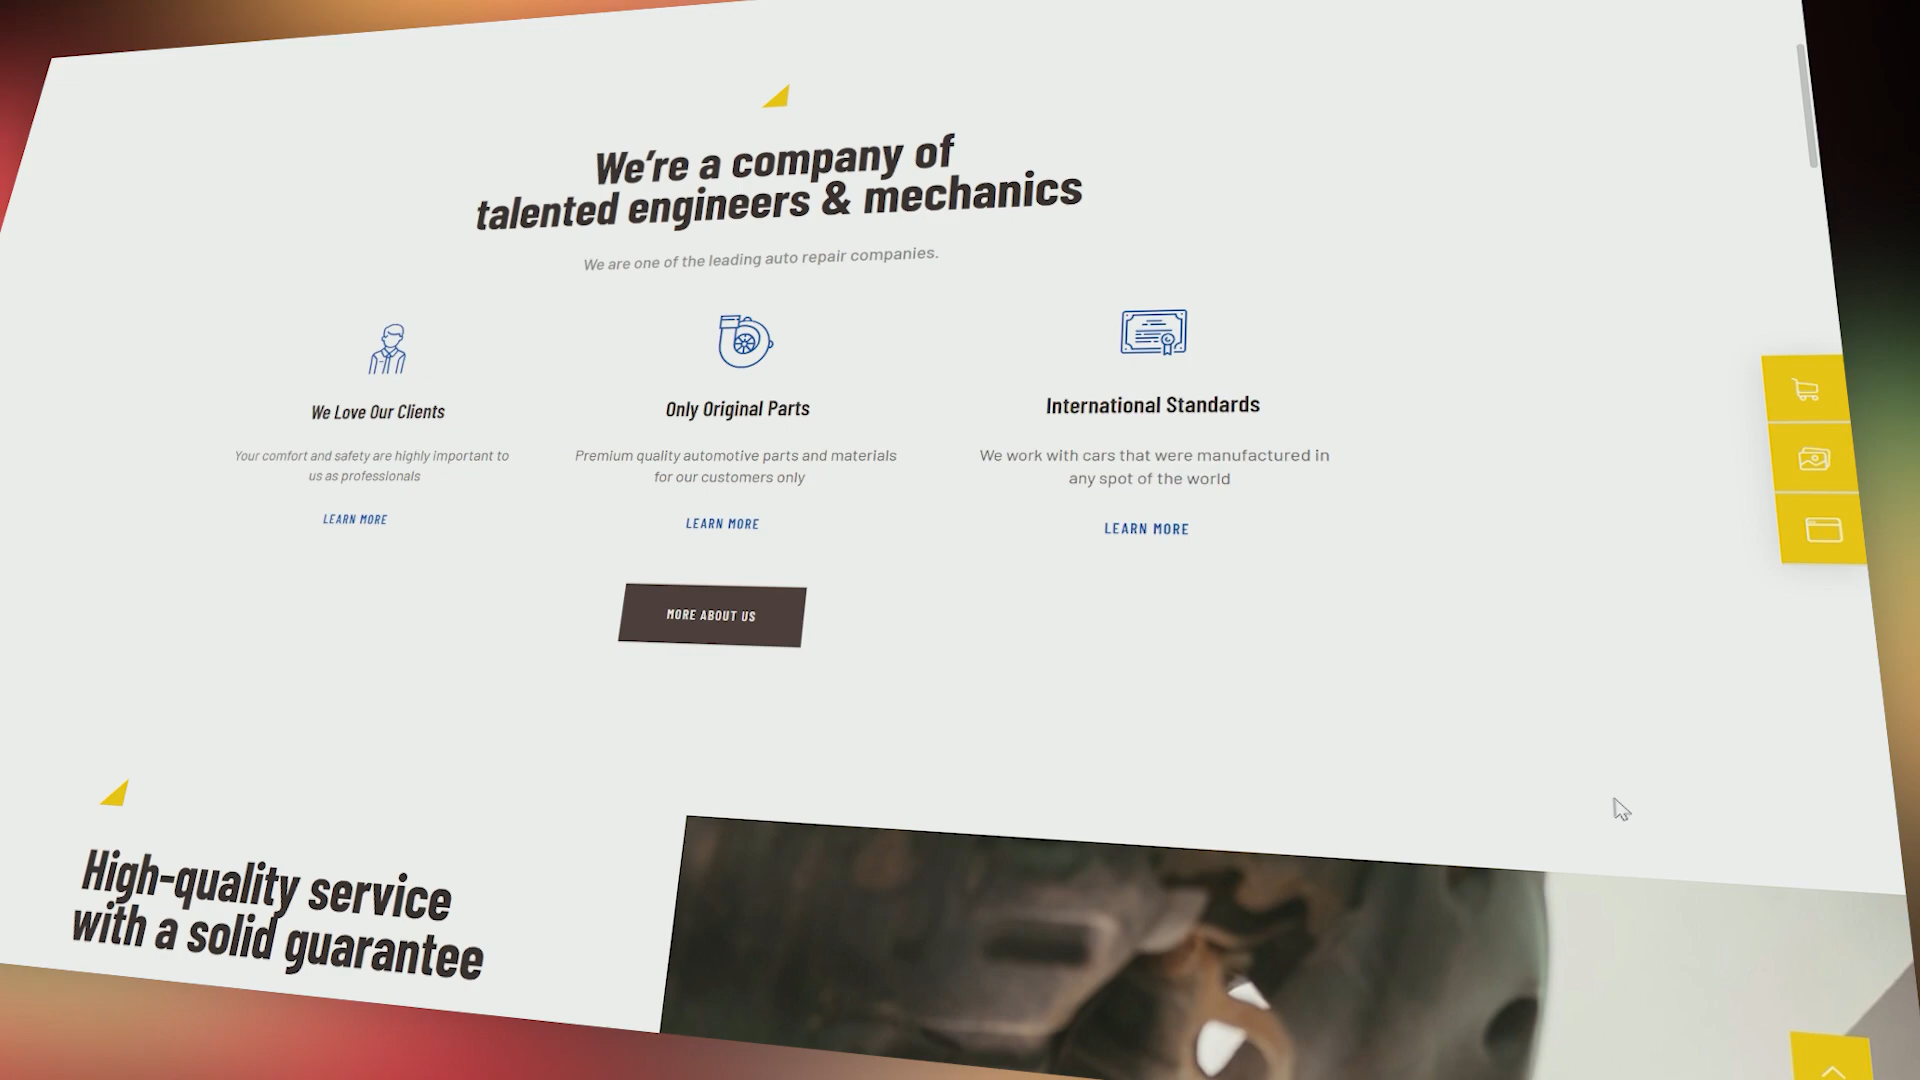 We're a company of
talented engineers & mechanics
We are one of the leading auto repair companies.
We Love Our Clients
Your comfort and safety are highly important to
us as professionals
LEARN MORE
Only Original Parts
Premium quality automotive parts and materials
for our customers only
LEARN MORE
International Standards
We work with cars that were manufactured in
any spot of the world
LEARN MORE
MORE ABOUT US
High-quality service
with a solid guarantee